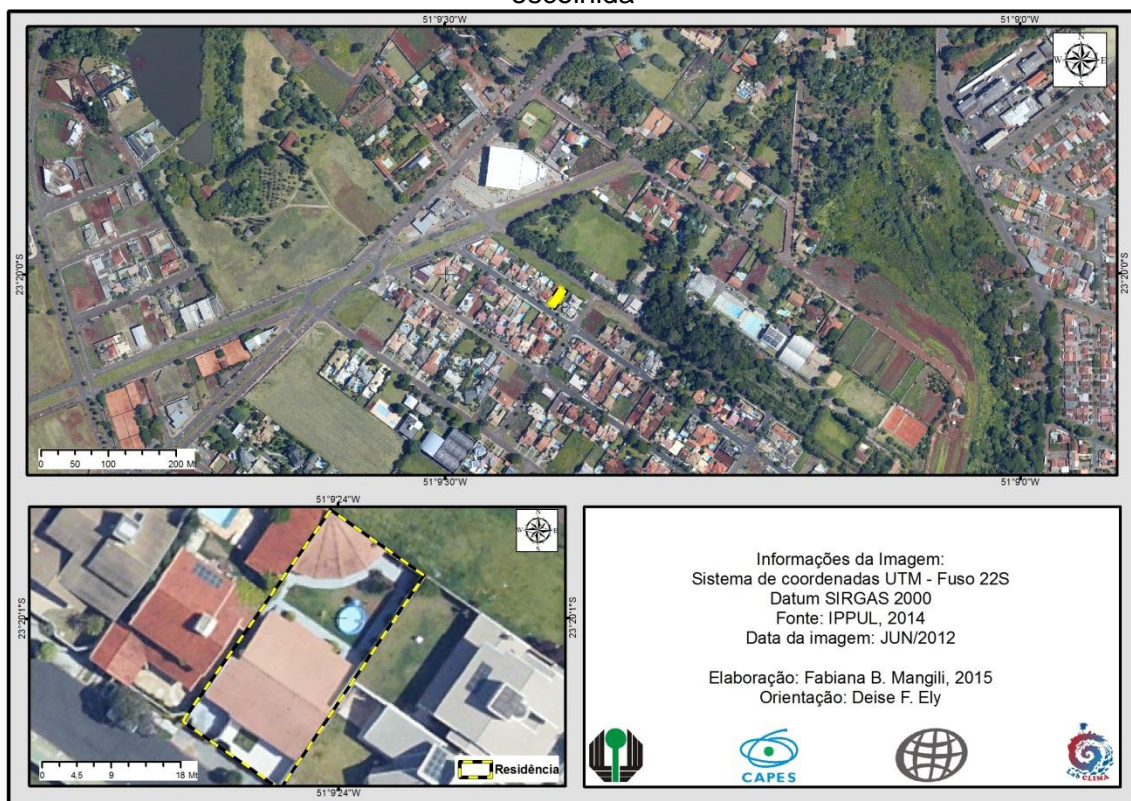 escolhida
51°9'30"W
51°9'0"W
N
W E
S
23°20'0"S
23°20'0"S
0 50 100 200 Mt
51°9'30"W
51°9'0"W
51°9'24"W
N
W E
S
23°20'1"S
23°20'1"S
0 4,5 9 18 Mt
Residência
51°9'24"W
Informações da Imagem:
Sistema de coordenadas UTM - Fuso 22S
Datum SIRGAS 2000
Fonte: IPPUL, 2014
Data da imagem: JUN/2012
Elaboração: Fabiana B. Mangili, 2015
Orientação: Deise F. Ely
CAPES
Lab CLIMA